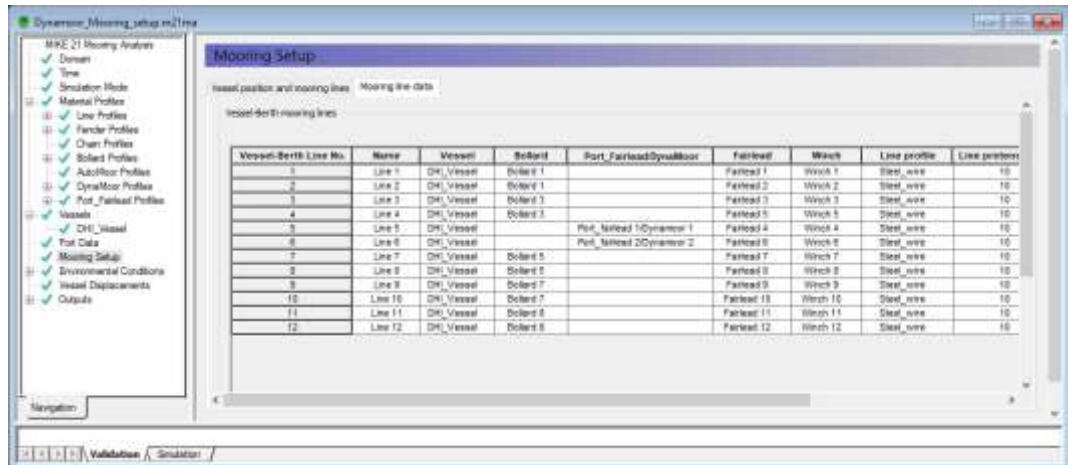 Dynamoor_Mooring_setup.m21ma
MIKE 21 Mooring Analysis
Domain
Time
Simulation Mode
Material Profiles
Line Profiles
Fender Profiles
Chain Profiles
Bollard Profiles
AutoMoor Profiles
DynaMoor Profiles
Port_Fairlead Profiles
Vessels
DHI_Vessel
Port Data
Mooring Setup
Environmental Conditions
Vessel Displacements
Outputs
Navigation
Mooring Setup
Vessel position and mooring lines Mooring line data
Vessel-Berth mooring lines
Vessel-Berth Line No. Name Vessel Bollard Port_Fairlead/DynaMoor Fairlead Winch Line profile Line pretens
1 Line 1 DHI_Vessel Bollard 1 Fairlead 1 Winch 1 Steel_wire 10
2 Line 2 DHI_Vessel Bollard 1 Fairlead 2 Winch 2 Steel_wire 10
3 Line 3 DHI_Vessel Bollard 3 Fairlead 3 Winch 3 Steel_wire 10
4 Line 4 DHI_Vessel Bollard 3 Fairlead 5 Winch 5 Steel_wire 10
5 Line 5 DHI_Vessel Port_fairlead 1/Dynamoor 1 Fairlead 4 Winch 4 Steel_wire 10
6 Line 6 DHI_Vessel Port_fairlead 2/Dynamoor 2 Fairlead 6 Winch 6 Steel_wire 10
7 Line 7 DHI_Vessel Bollard 5 Fairlead 7 Winch 7 Steel_wire 10
8 Line 8 DHI_Vessel Bollard 5 Fairlead 8 Winch 8 Steel_wire 10
9 Line 9 DHI_Vessel Bollard 7 Fairlead 9 Winch 9 Steel_wire 10
10 Line 10 DHI_Vessel Bollard 7 Fairlead 10 Winch 10 Steel_wire 10
11 Line 11 DHI_Vessel Bollard 8 Fairlead 11 Winch 11 Steel_wire 10
12 Line 12 DHI_Vessel Bollard 8 Fairlead 12 Winch 12 Steel_wire 10
Validation Simulation